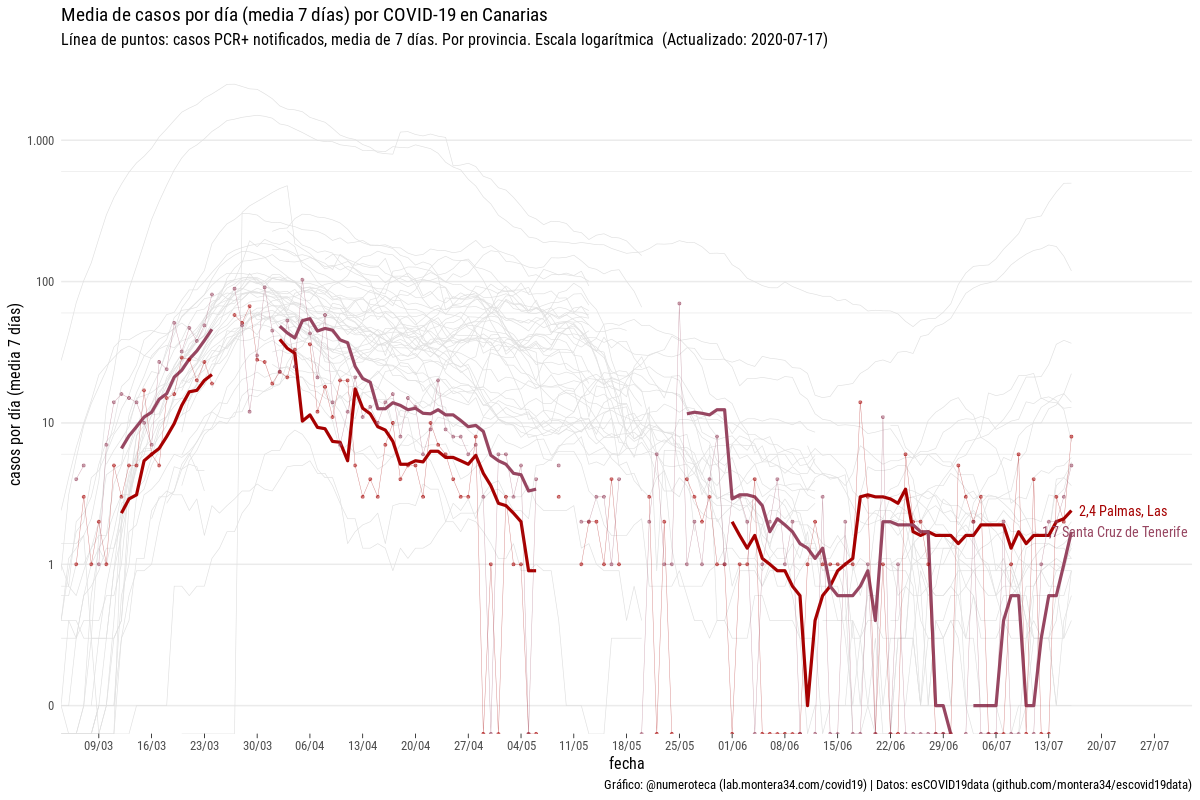 Media de casos por día (media 7 días) por COVID-19 en Canarias
Línea de puntos: casos PCR+ notificados, media de 7 días. Por provincia. Escala logarítmica  (Actualizado: 2020-07-17)
casos por día (media 7 días)
1.000
100
10
1
0
2,4 Palmas, Las
1,7 Santa Cruz de Tenerife
09/03 16/03 23/03 30/03 06/04 13/04 20/04 27/04 04/05 11/05 18/05 25/05 01/06 08/06 15/06 22/06 29/06 06/07 13/07 20/07 27/07
fecha
Gráfico: @numeroteca (lab.montera34.com/covid19) | Datos: esCOVID19data (github.com/montera34/escovid19data)